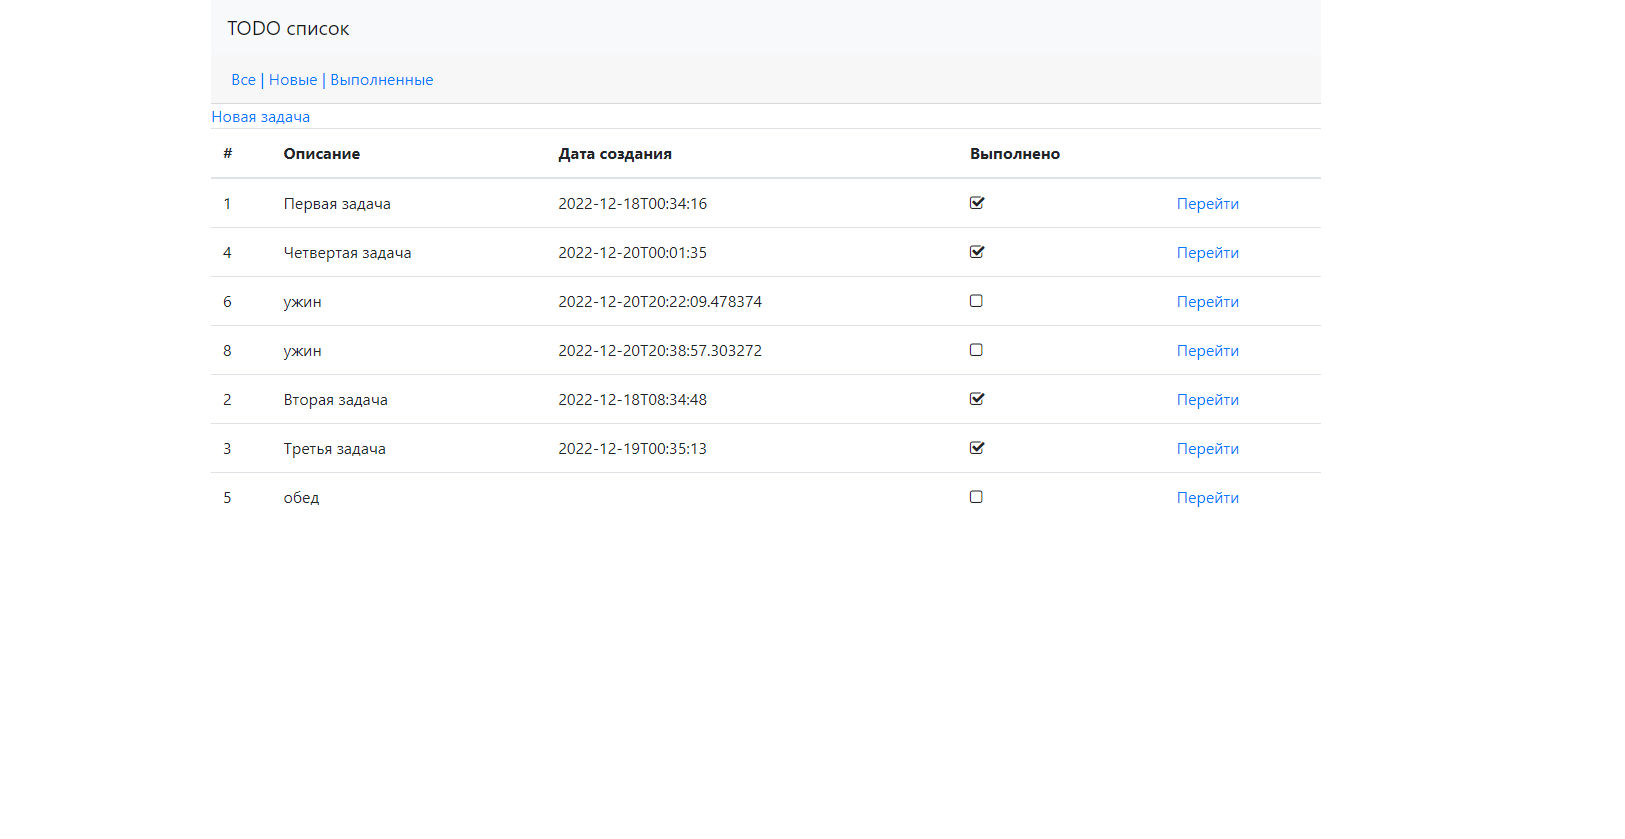 TODO список
Все | Новые | Выполненные
Новая задача
# Описание Дата создания Выполнено
1 Первая задача 2022-12-18T00:34:16 Перейти
4 Четвертая задача 2022-12-20T00:01:35 Перейти
6 ужин 2022-12-20T20:22:09.478374 Перейти
8 ужин 2022-12-20T20:38:57.303272 Перейти
2 Вторая задача 2022-12-18T08:34:48 Перейти
3 Третья задача 2022-12-19T00:35:13 Перейти
5 обед Перейти